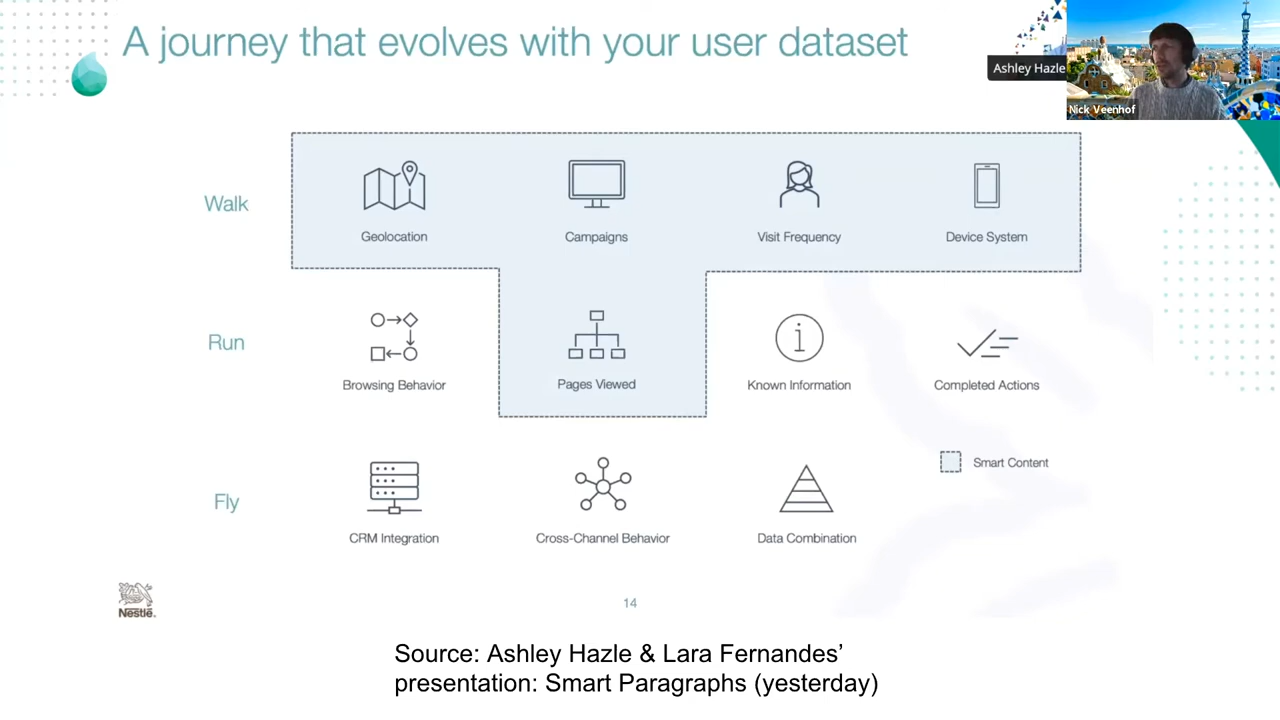 A journey that evolves with your user dataset
Ashley Hazle
Nick Veenhof
Walk
Geolocation
Campaigns
Visit Frequency
Device System
Run
Browsing Behavior
Pages Viewed
Known Information
Completed Actions
Smart Content
Fly
CRM Integration
Cross-Channel Behavior
Data Combination
Nestlé
14
Source: Ashley Hazle & Lara Fernandes’
presentation: Smart Paragraphs (yesterday)